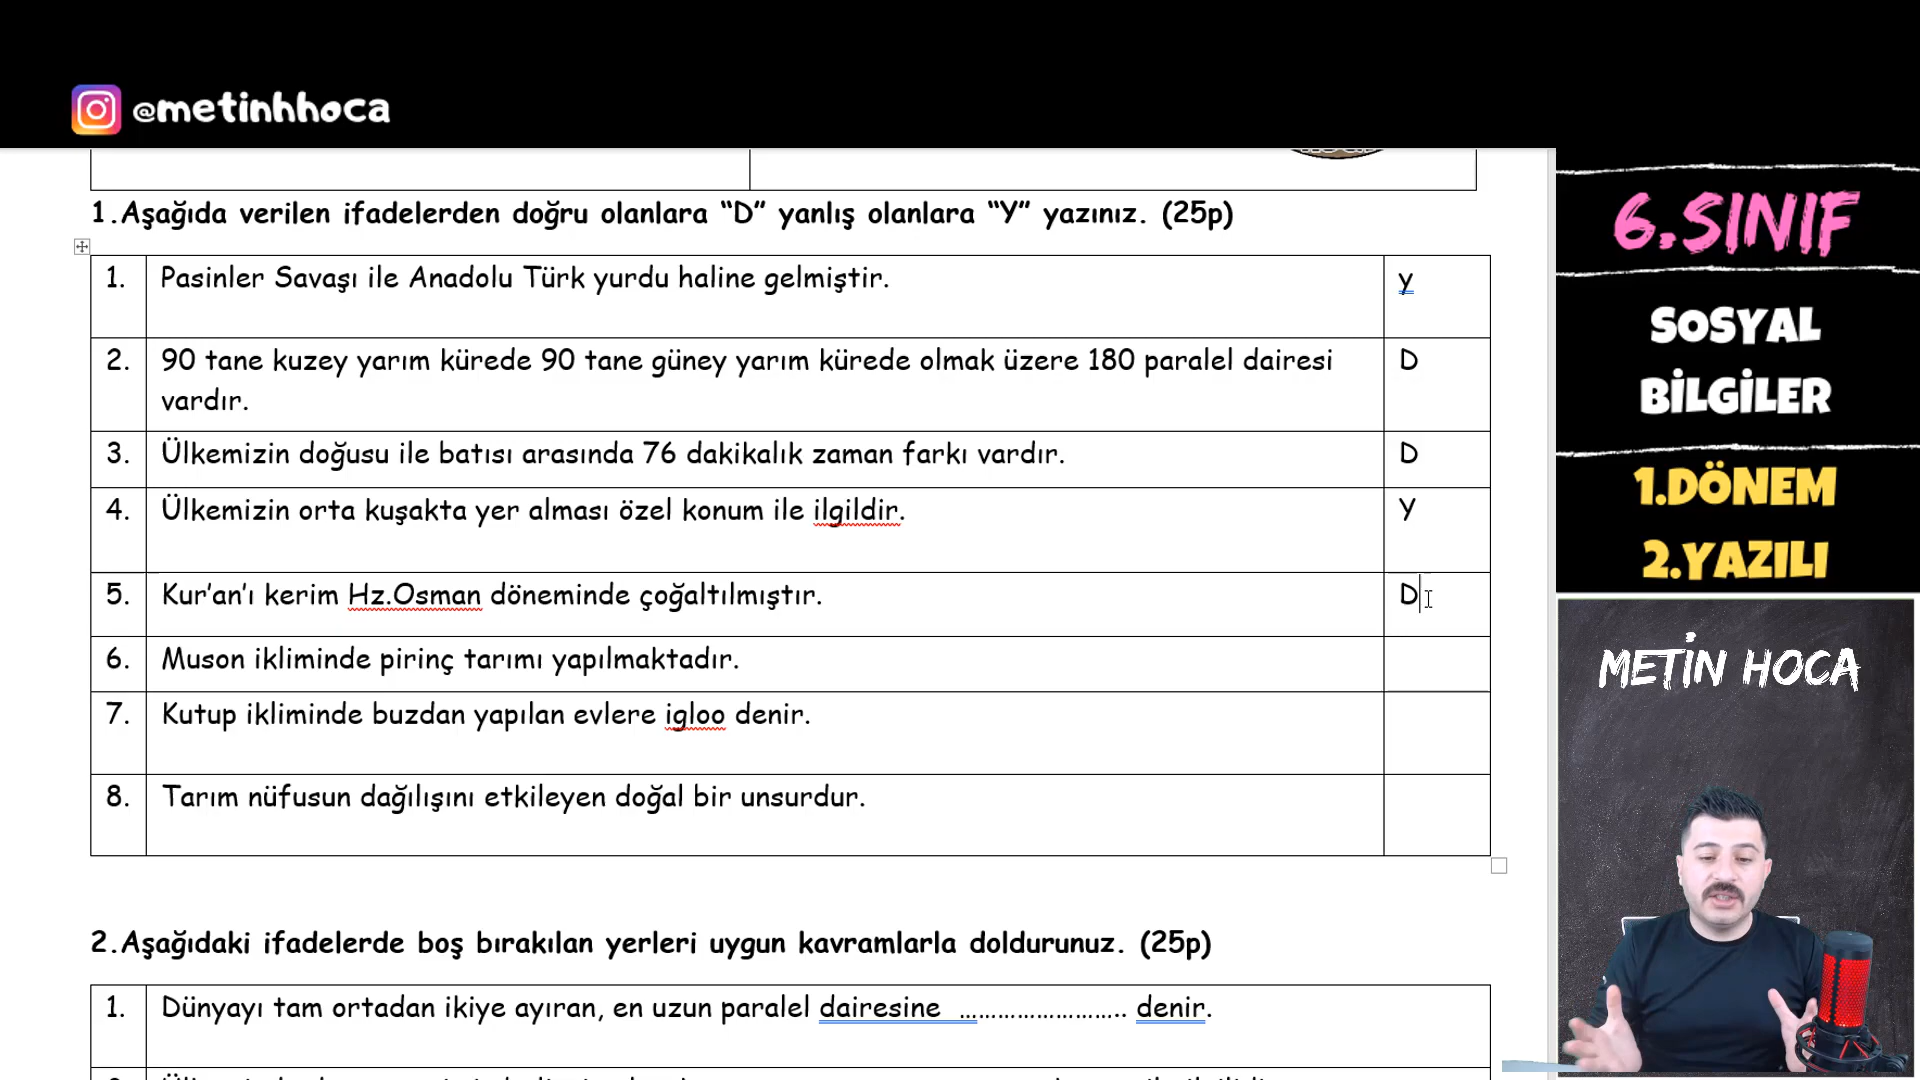 @metinhhoca
1.Aşağıda verilen ifadelerden doğru olanlara “D” yanlış olanlara “Y” yazınız. (25p)
1. Pasinler Savaşı ile Anadolu Türk yurdu haline gelmiştir. y
2. 90 tane kuzey yarım kürede 90 tane güney yarım kürede olmak üzere 180 paralel dairesi D
vardır.
3. Ülkemizin doğusu ile batısı arasında 76 dakikalık zaman farkı vardır. D
4. Ülkemizin orta kuşakta yer alması özel konum ile ilgildir. Y
5. Kur’an’ı kerim Hz.Osman döneminde çoğaltılmıştır. D
6. Muson ikliminde pirinç tarımı yapılmaktadır.
7. Kutup ikliminde buzdan yapılan evlere igloo denir.
8. Tarım nüfusun dağılışını etkileyen doğal bir unsurdur.
2.Aşağıdaki ifadelerde boş bırakılan yerleri uygun kavramlarla doldurunuz. (25p)
1. Dünyayı tam ortadan ikiye ayıran, en uzun paralel dairesine …………………….. denir.
6.SINIF
SOSYAL
BİLGİLER
1.DÖNEM
2.YAZILI
METİN HOCA